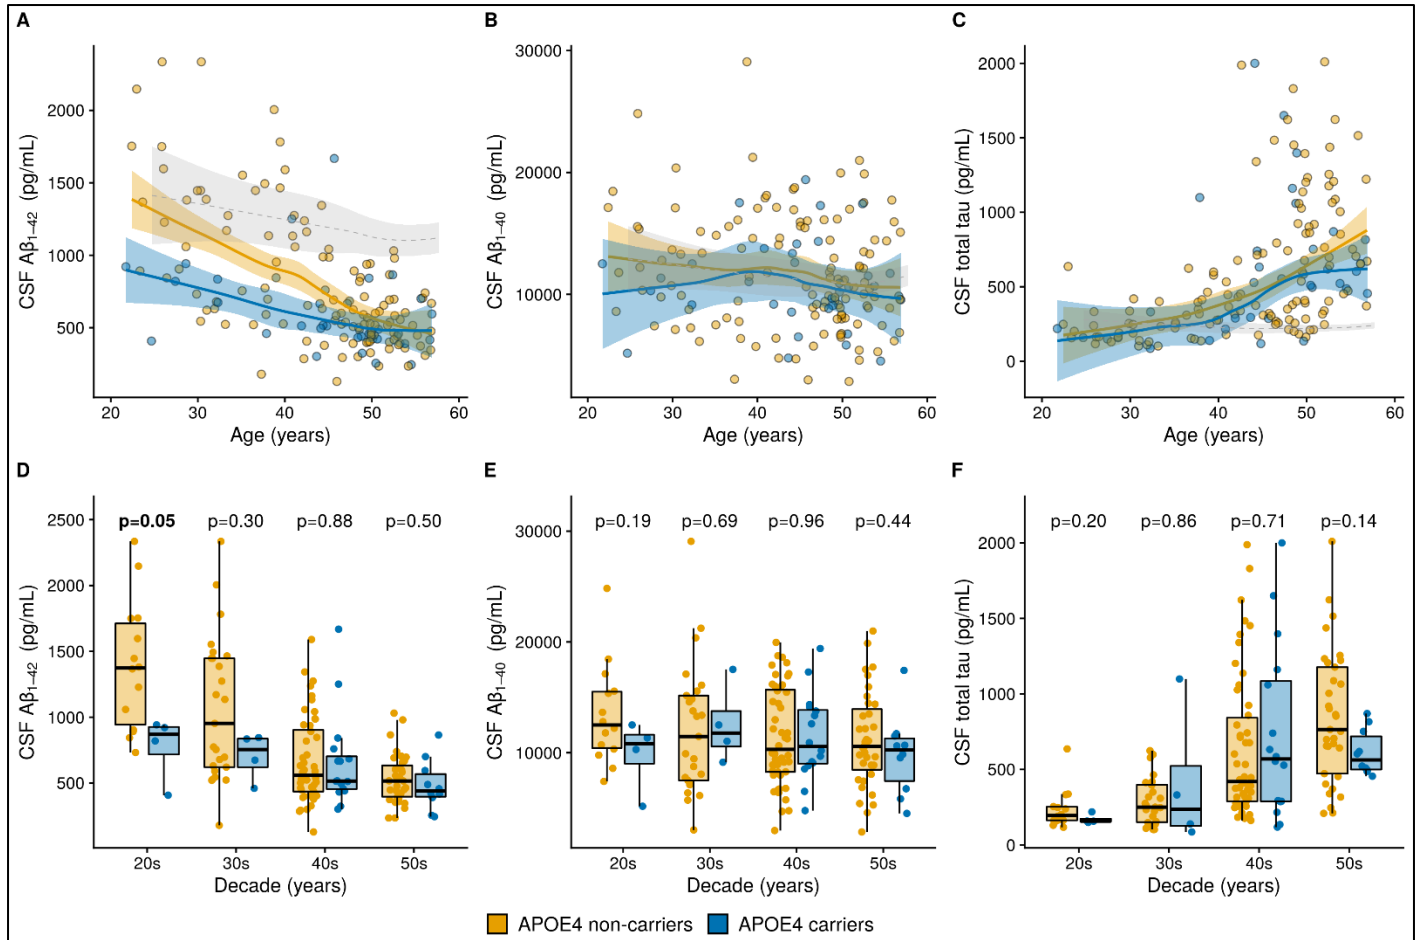 A
B
C
CSF Aβ1−42 (pg/mL)
2000
1500
1000
500
20 30 40 50 60
Age (years)
CSF Aβ1−40 (pg/mL)
30000
20000
10000
20 30 40 50 60
Age (years)
CSF total tau (pg/mL)
2000
1500
1000
500
0
20 30 40 50 60
Age (years)
D
E
F
CSF Aβ1−42 (pg/mL)
2500
2000
1500
1000
500
p=0.05 p=0.30 p=0.88 p=0.50
20s 30s 40s 50s
Decade (years)
CSF Aβ1−40 (pg/mL)
30000
20000
10000
p=0.19 p=0.69 p=0.96 p=0.44
20s 30s 40s 50s
Decade (years)
CSF total tau (pg/mL)
2000
1500
1000
500
0
p=0.20 p=0.86 p=0.71 p=0.14
20s 30s 40s 50s
Decade (years)
APOE4 non−carriers APOE4 carriers